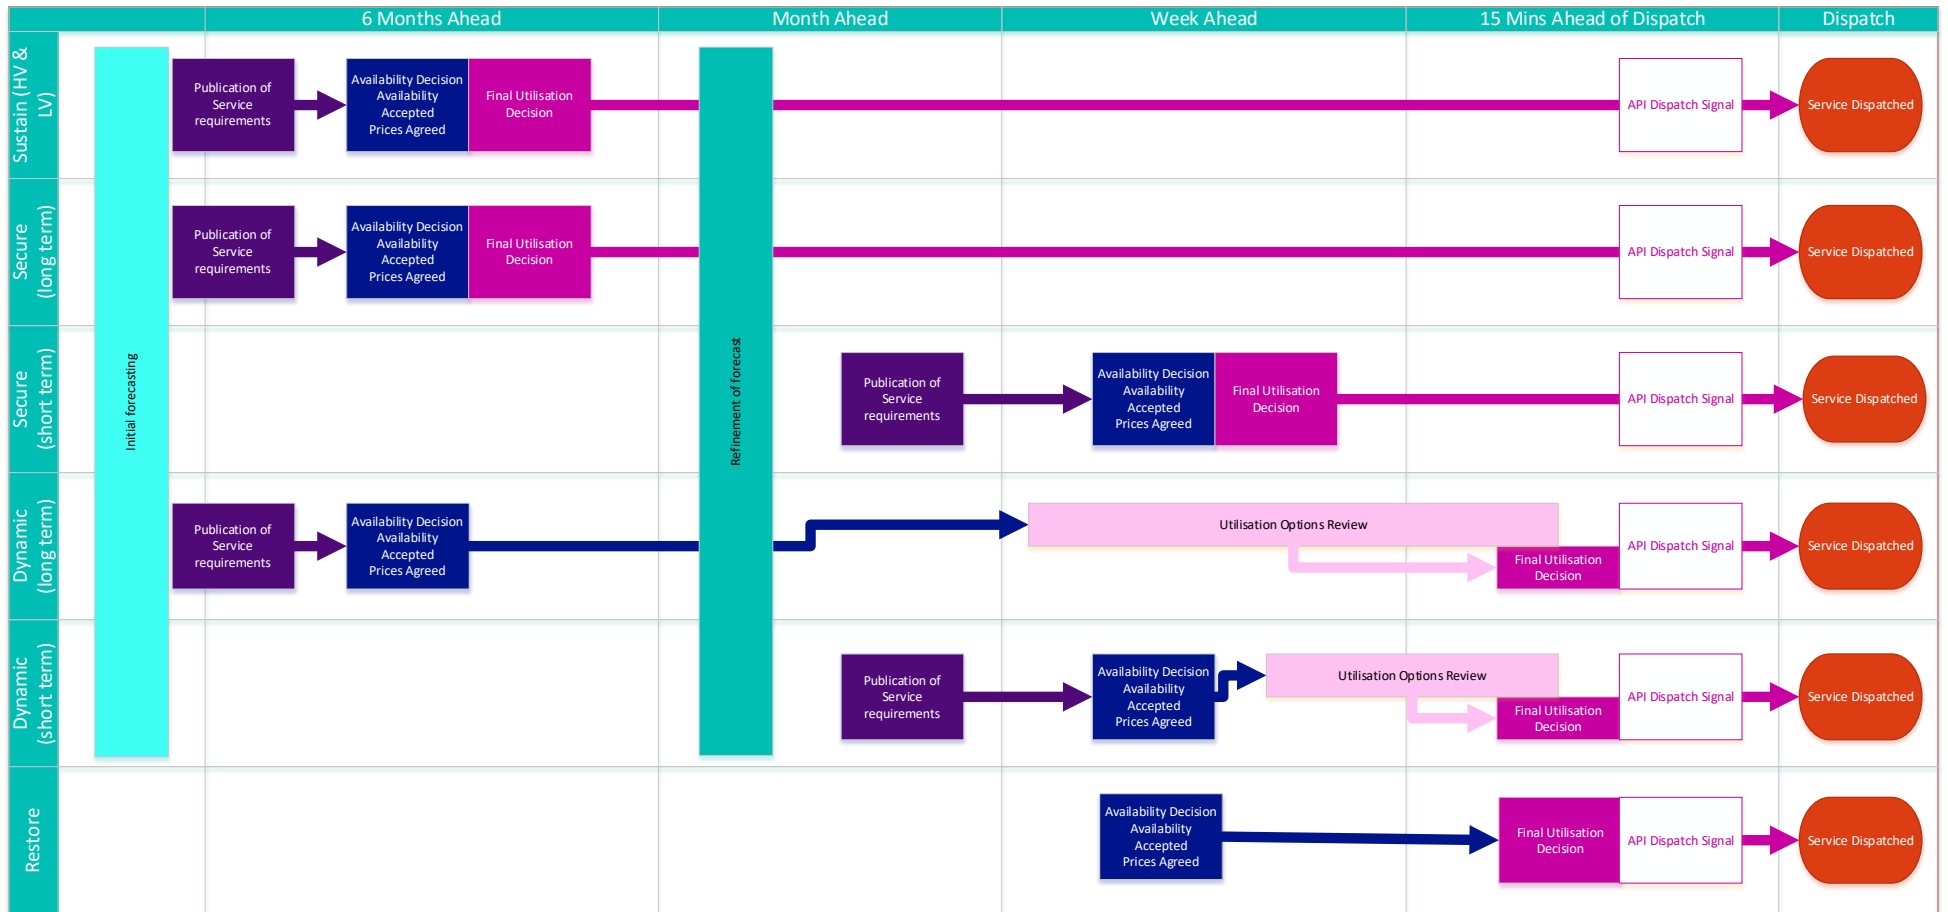 6 Months Ahead
Month Ahead
Week Ahead
15 Mins Ahead of Dispatch
Dispatch
Sustain (HV &
LV)
Publication of
Service
requirements
Availability Decision
Availability
Accepted
Prices Agreed
Final Utilisation
Decision
API Dispatch Signal
Service Dispatched
Secure
(long term)
Publication of
Service
requirements
Availability Decision
Availability
Accepted
Prices Agreed
Final Utilisation
Decision
API Dispatch Signal
Service Dispatched
Initial forecasting
Refinement of forecast
Secure
(short term)
Publication of
Service
requirements
Availability Decision
Availability
Accepted
Prices Agreed
Final Utilisation
Decision
API Dispatch Signal
Service Dispatched
Dynamic
(long term)
Publication of
Service
requirements
Availability Decision
Availability
Accepted
Prices Agreed
Utilisation Options Review
Final Utilisation
Decision
API Dispatch Signal
Service Dispatched
Dynamic
(short term)
Publication of
Service
requirements
Availability Decision
Availability
Accepted
Prices Agreed
Utilisation Options Review
Final Utilisation
Decision
API Dispatch Signal
Service Dispatched
Restore
Availability Decision
Availability
Accepted
Prices Agreed
Final Utilisation
Decision
API Dispatch Signal
Service Dispatched